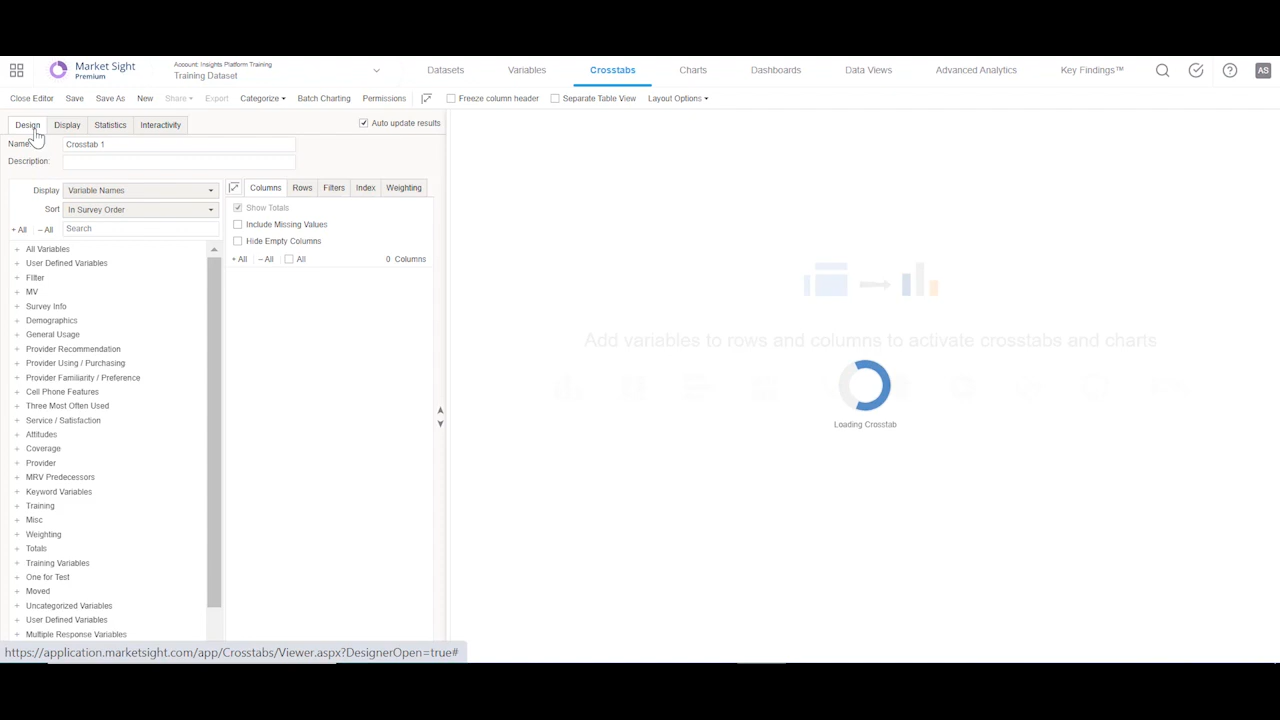 Market Sight
Premium
Account: Insights Platform Training
Training Dataset
Datasets
Variables
Crosstabs
Charts
Dashboards
Data Views
Advanced Analytics
Key Findings™
AS
Close Editor
Save
Save As
New
Share
Export
Categorize
Batch Charting
Permissions
Freeze column header
Separate Table View
Layout Options
Design
Display
Statistics
Interactivity
Auto update results
Name:
Crosstab 1
Description:
Display
Variable Names
Sort
In Survey Order
+ All
– All
Search
Columns
Rows
Filters
Index
Weighting
Show Totals
Include Missing Values
Hide Empty Columns
+ All
– All
All
0 Columns
+ All Variables
+ User Defined Variables
+ Filter
+ MV
+ Survey Info
+ Demographics
+ General Usage
+ Provider Recommendation
+ Provider Using / Purchasing
+ Provider Familiarity / Preference
+ Cell Phone Features
+ Three Most Often Used
+ Service / Satisfaction
+ Attitudes
+ Coverage
+ Provider
+ MRV Predecessors
+ Keyword Variables
+ Training
+ Misc
+ Weighting
+ Totals
+ Training Variables
+ One for Test
+ Moved
+ Uncategorized Variables
+ User Defined Variables
+ Multiple Response Variables
Add variables to rows and columns to activate crosstabs and charts
Loading Crosstab
https://application.marketsight.com/app/Crosstabs/Viewer.aspx?DesignerOpen=true#